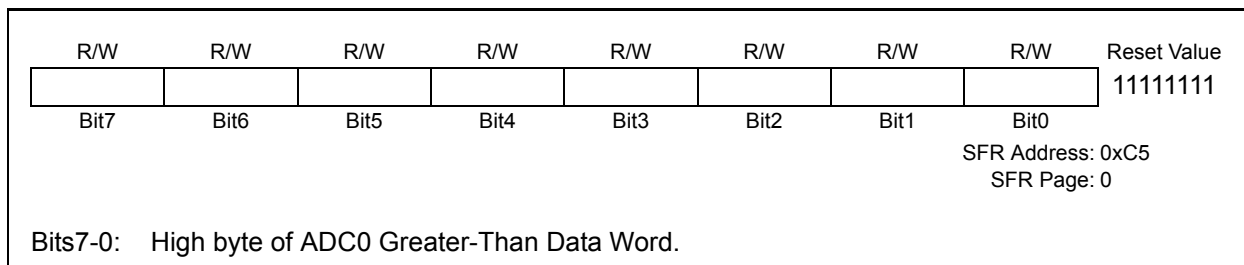 R/W R/W R/W R/W R/W R/W R/W R/W Reset Value
11111111
Bit7 Bit6 Bit5 Bit4 Bit3 Bit2 Bit1 Bit0
SFR Address: 0xC5
SFR Page: 0
Bits7-0: High byte of ADC0 Greater-Than Data Word.